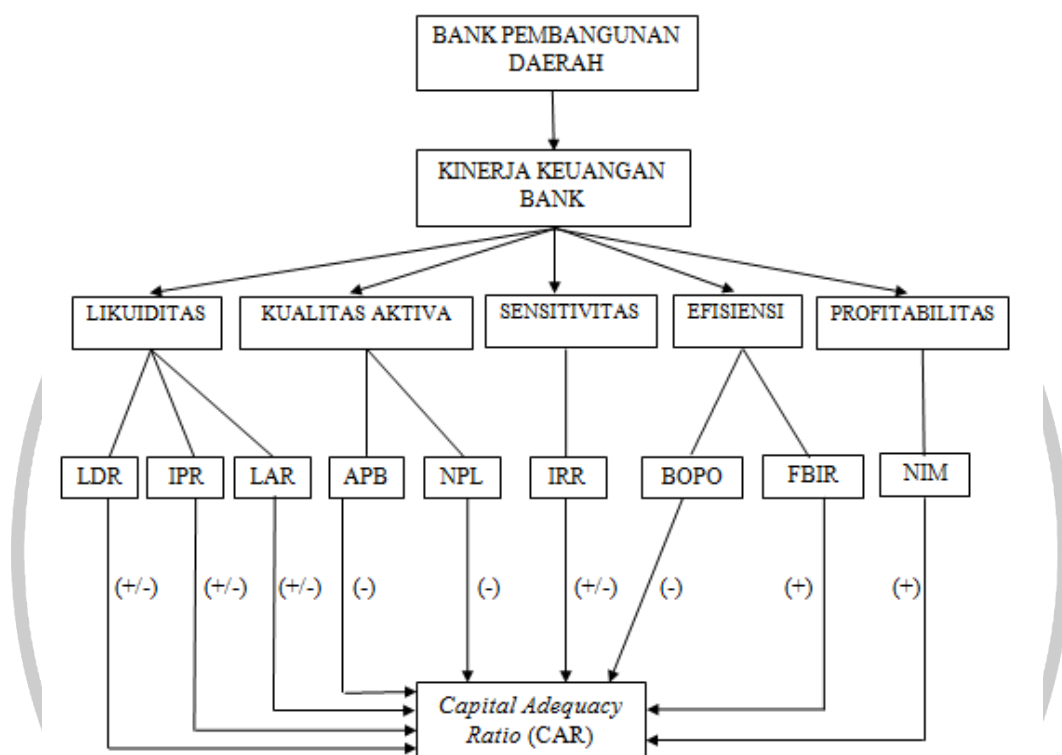 BANK PEMBANGUNAN
DAERAH
KINERJA KEUANGAN
BANK
LIKUIDITAS
KUALITAS AKTIVA
SENSITIVITAS
EFISIENSI
PROFITABILITAS
LDR
IPR
LAR
APB
NPL
IRR
BOPO
FBIR
NIM
(+/-)
(+/-)
(+/-)
(-)
(-)
(+/-)
(-)
(+)
(+)
Capital Adequacy
Ratio (CAR)